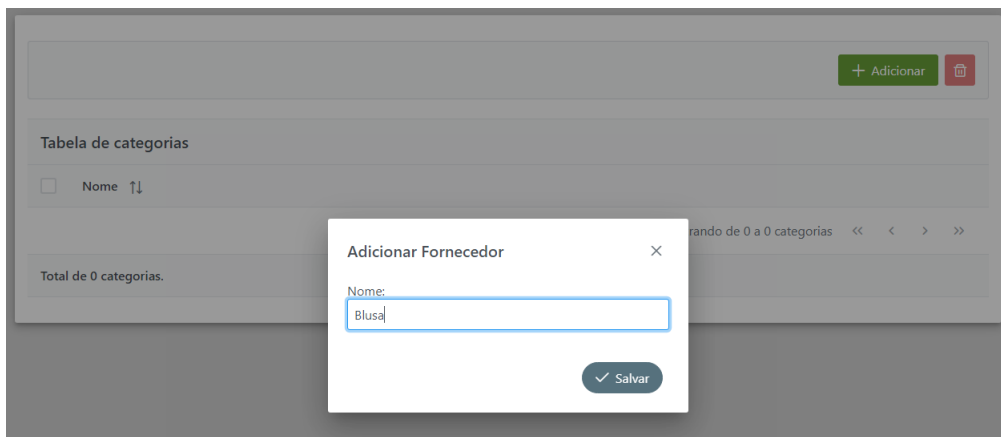 Adicionar
Tabela de categorias
Nome
rando de 0 a 0 categorias
Total de 0 categorias.
Adicionar Fornecedor
Nome:
Blusa
Salvar